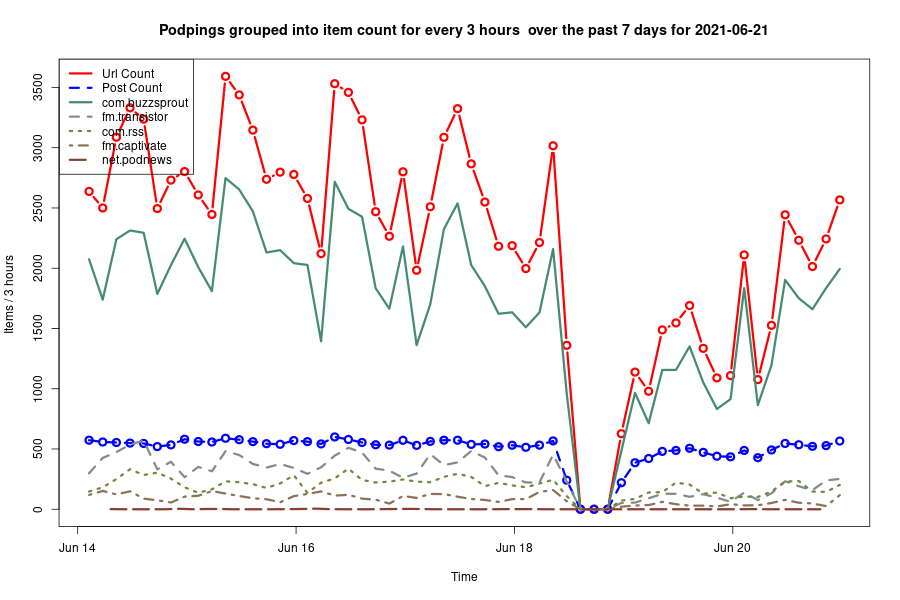 Podpings grouped into item count for every 3 hours  over the past 7 days for 2021-06-21
Url Count
Post Count
com.buzzsprout
fm.transistor
com.rss
fm.captivate
net.podnews
Items / 3 hours
3500
3000
2500
2000
1500
1000
500
0
Jun 14
Jun 16
Jun 18
Jun 20
Time